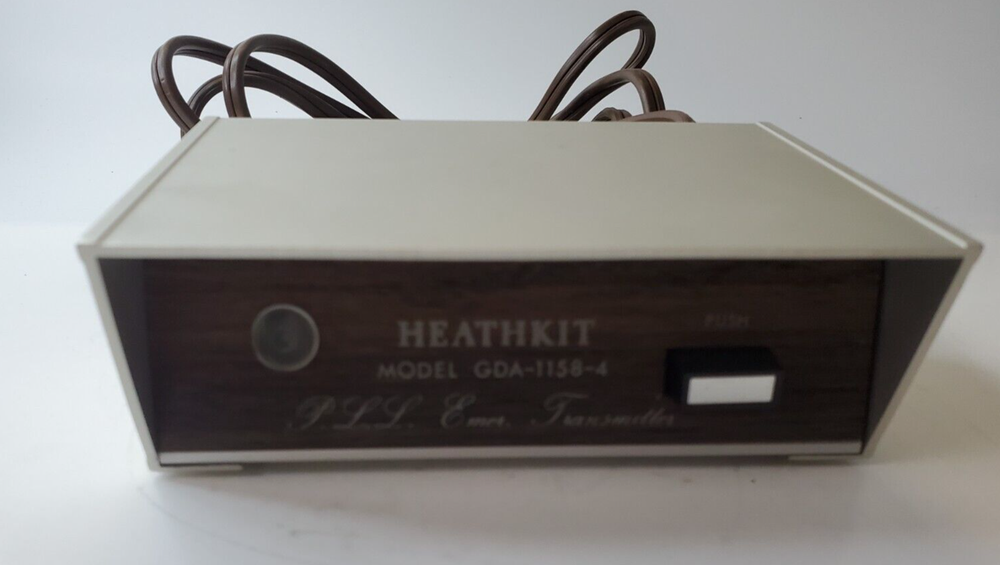 HEATHKIT
PUSH
MODEL GDA-1158-4
P.L.L. Emer. Transmitter